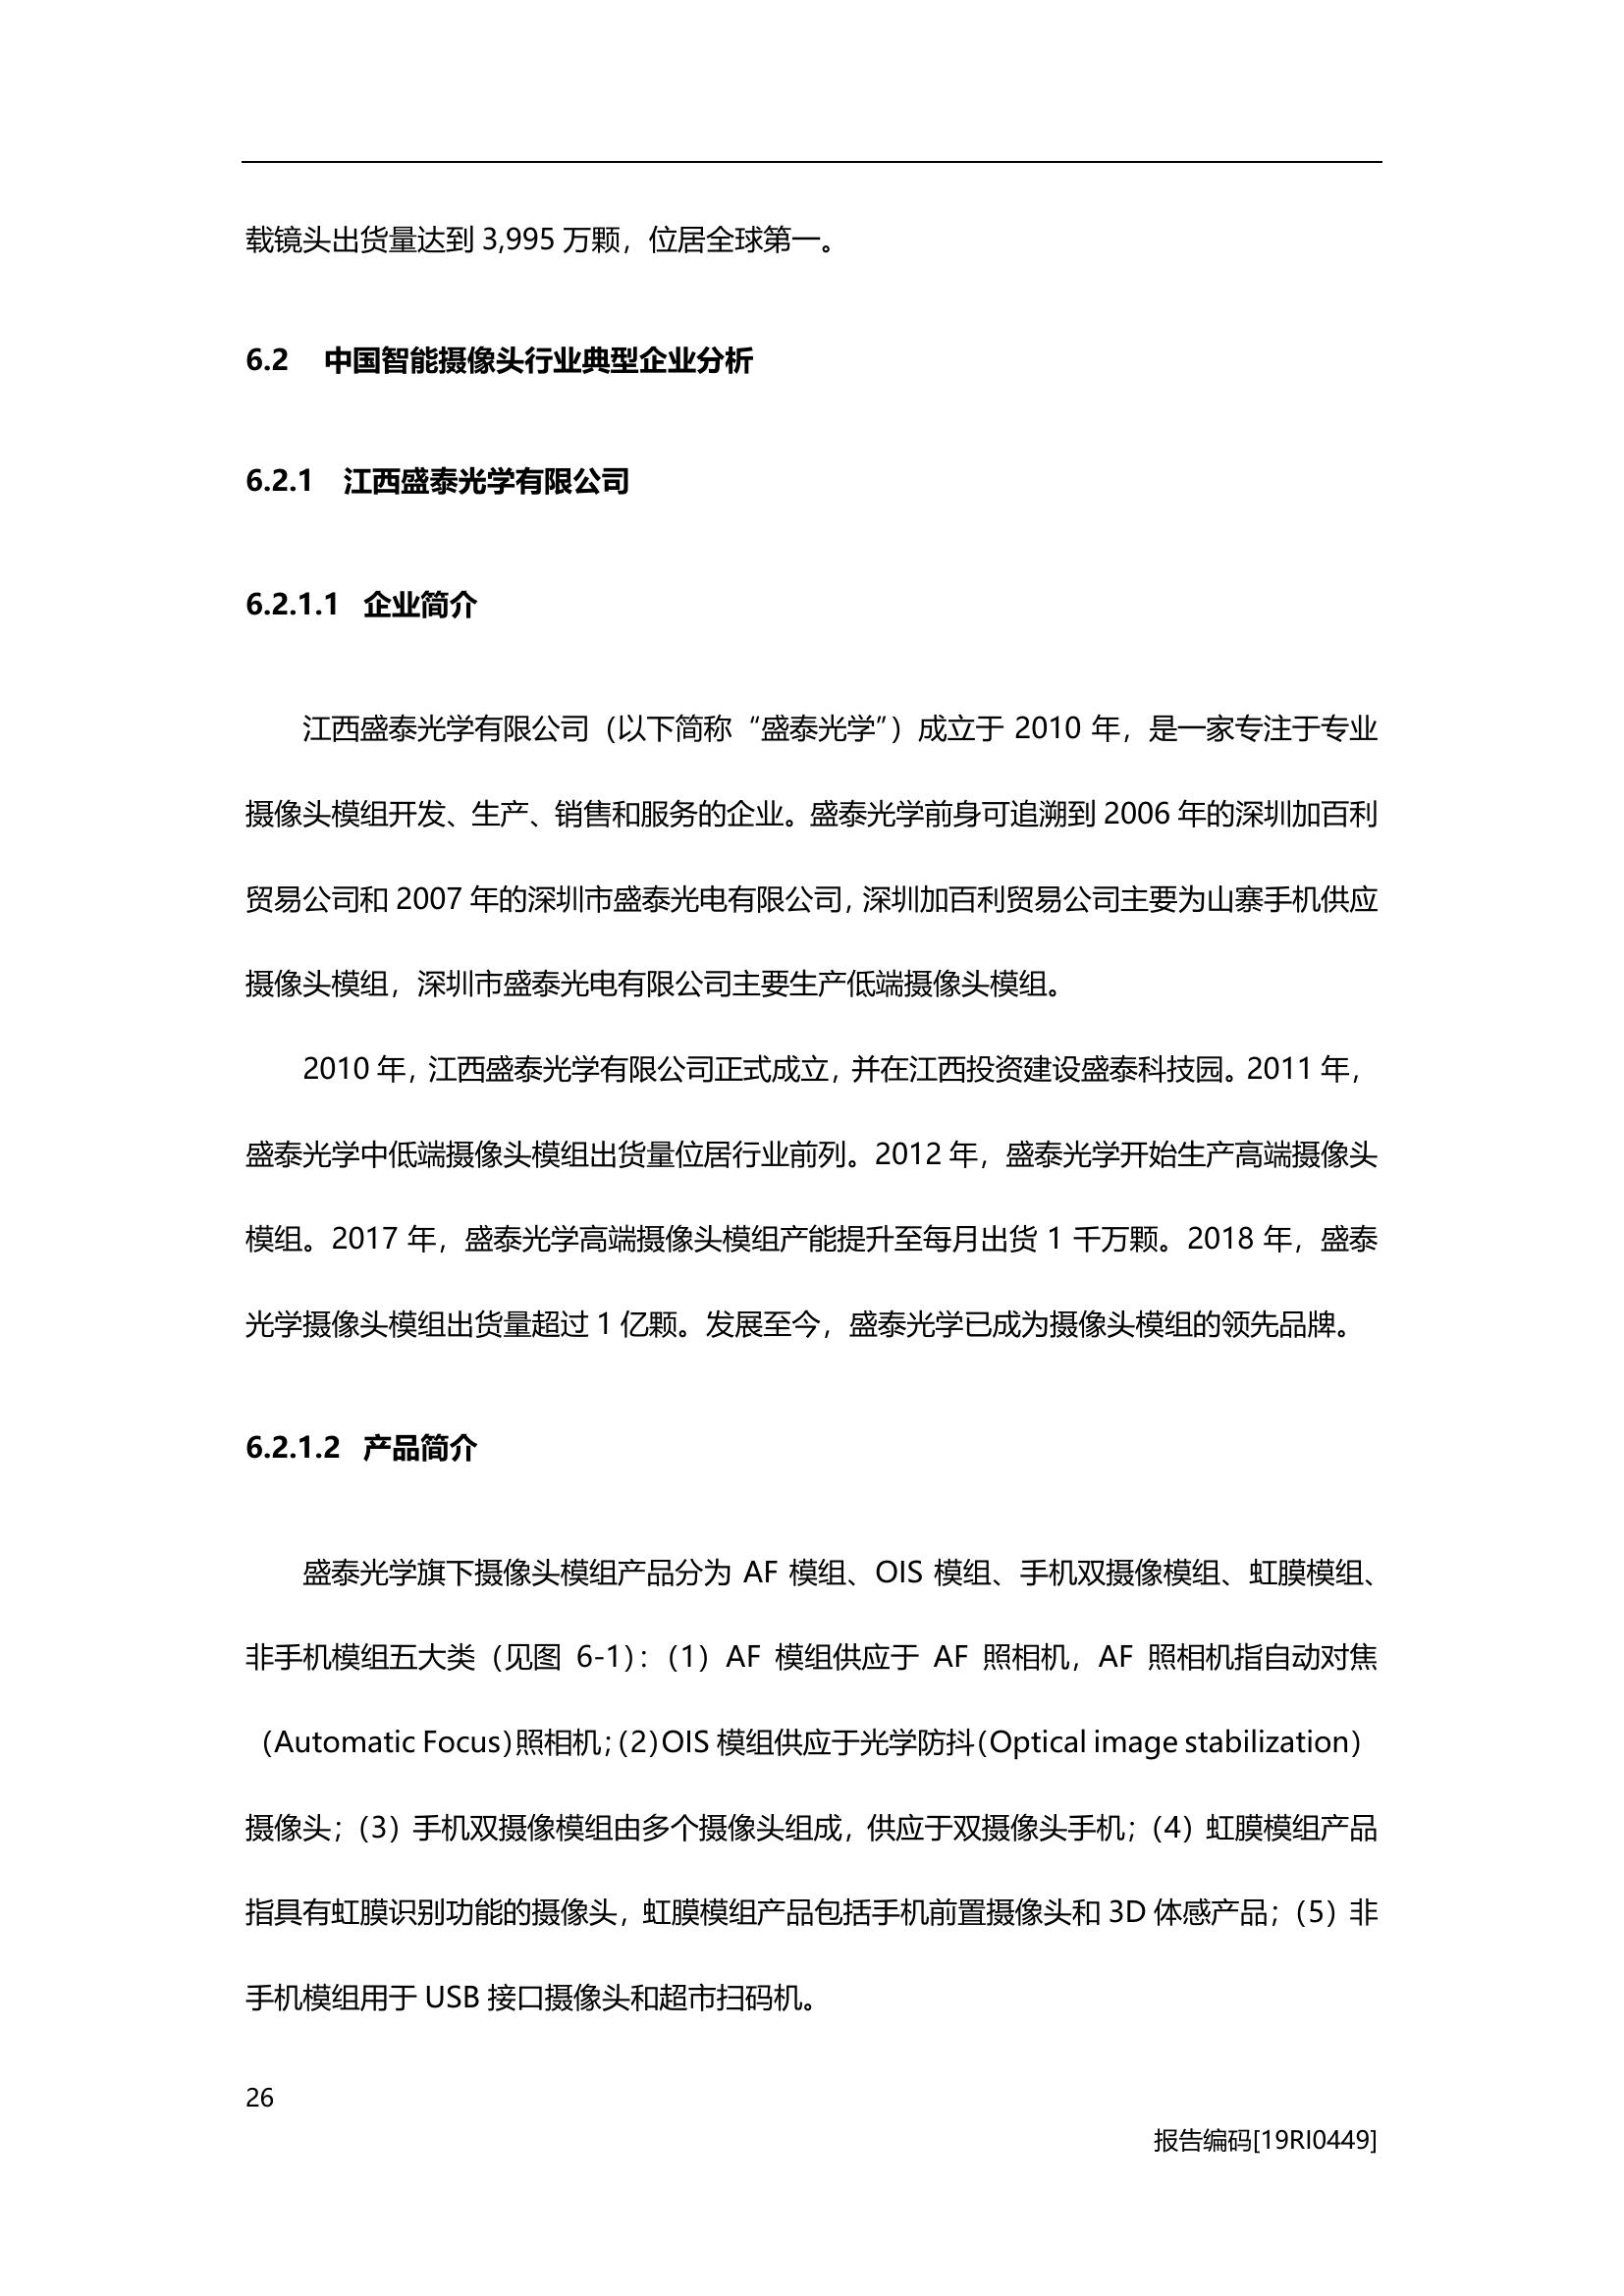 载镜头出货量达到 3,995 万颗，位居全球第一。
6.2 中国智能摄像头行业典型企业分析
6.2.1 江西盛泰光学有限公司
6.2.1.1 企业简介
江西盛泰光学有限公司（以下简称“盛泰光学”）成立于 2010 年，是一家专注于专业
摄像头模组开发、生产、销售和服务的企业。盛泰光学前身可追溯到 2006 年的深圳加百利
贸易公司和 2007 年的深圳市盛泰光电有限公司，深圳加百利贸易公司主要为山寨手机供应
摄像头模组，深圳市盛泰光电有限公司主要生产低端摄像头模组。
2010 年，江西盛泰光学有限公司正式成立，并在江西投资建设盛泰科技园。2011 年，
盛泰光学中低端摄像头模组出货量位居行业前列。2012 年，盛泰光学开始生产高端摄像头
模组。2017 年，盛泰光学高端摄像头模组产能提升至每月出货 1 千万颗。2018 年，盛泰
光学摄像头模组出货量超过 1 亿颗。发展至今，盛泰光学已成为摄像头模组的领先品牌。
6.2.1.2 产品简介
盛泰光学旗下摄像头模组产品分为 AF 模组、OIS 模组、手机双摄像模组、虹膜模组、
非手机模组五大类（见图 6-1）：（1）AF 模组供应于 AF 照相机，AF 照相机指自动对焦
（Automatic Focus）照相机；（2）OIS 模组供应于光学防抖（Optical image stabilization）
摄像头；（3）手机双摄像模组由多个摄像头组成，供应于双摄像头手机；（4）虹膜模组产品
指具有虹膜识别功能的摄像头，虹膜模组产品包括手机前置摄像头和 3D 体感产品；（5）非
手机模组用于 USB 接口摄像头和超市扫码机。
26
报告编码[19RI0449]